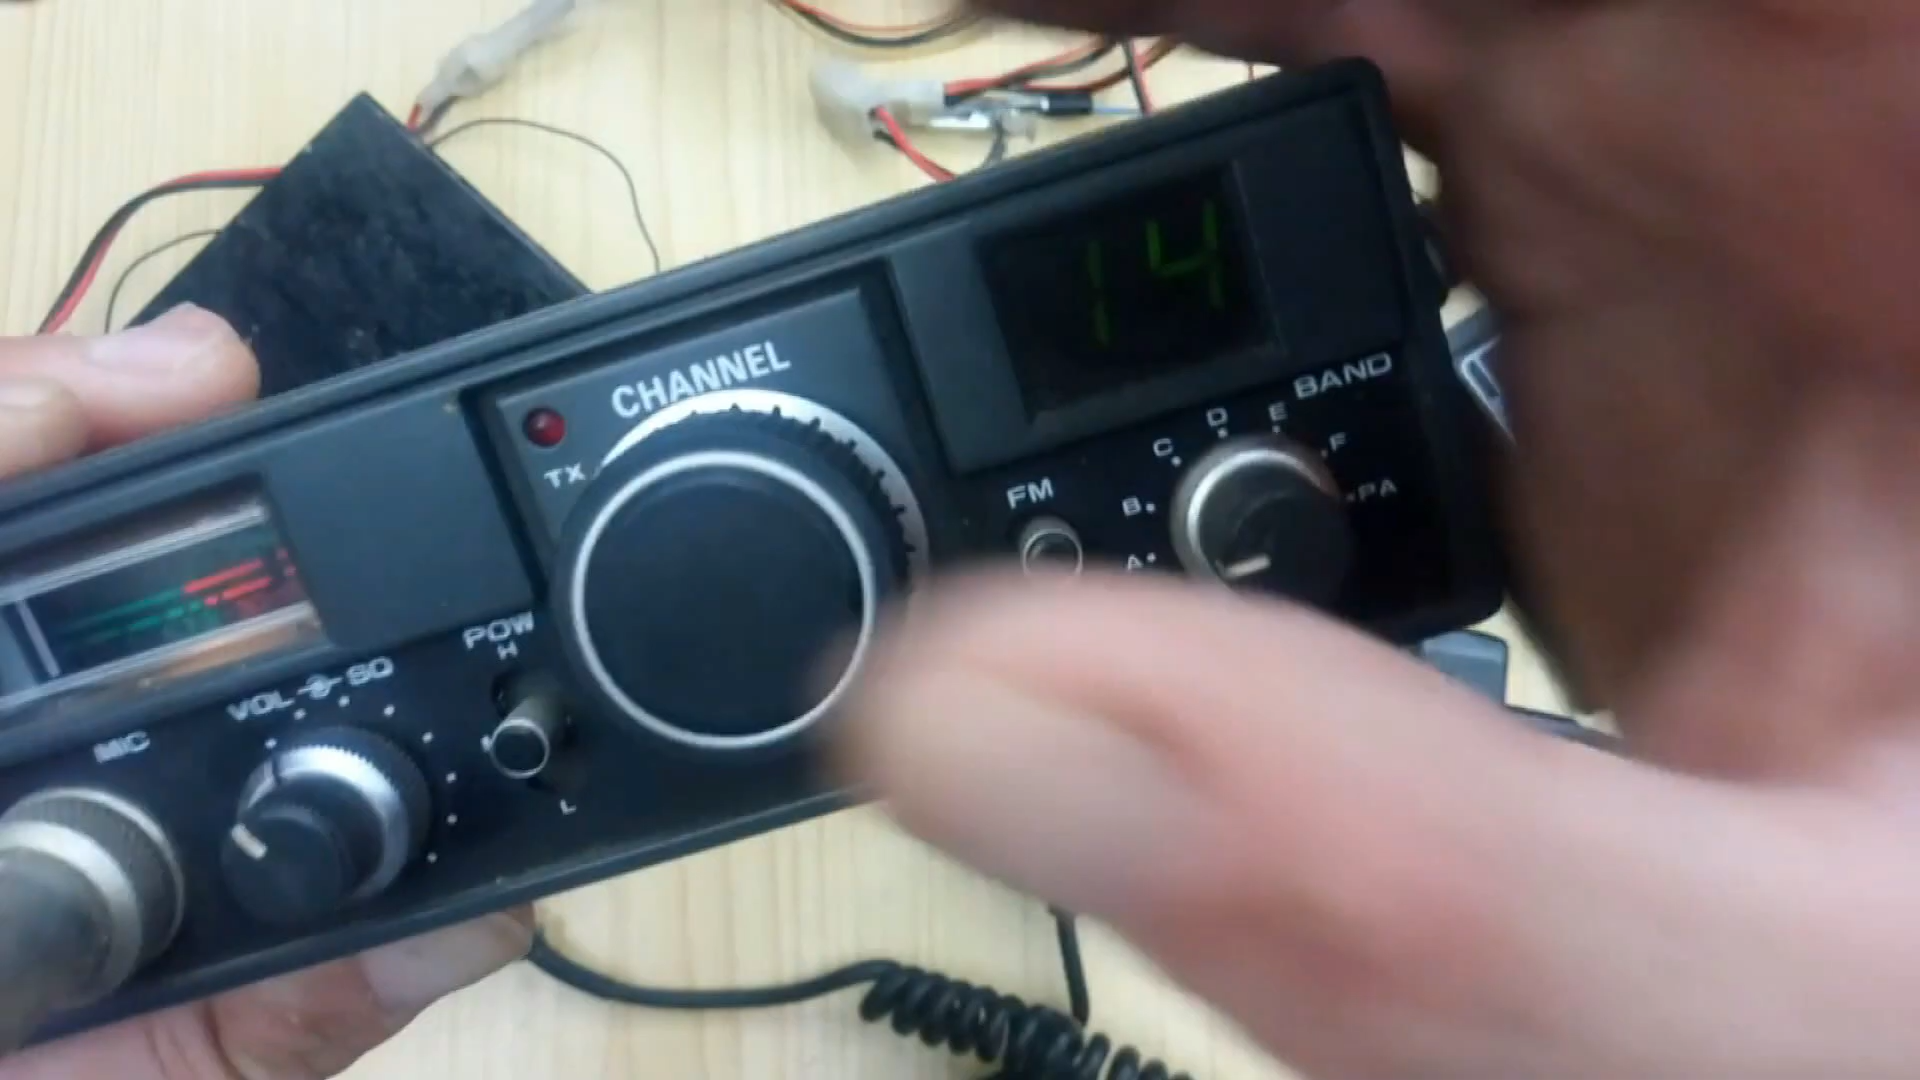 14
CHANNEL
TX
BAND
C D E F
B PA
A
FM
POW
H
L
VOL SQ
MIC